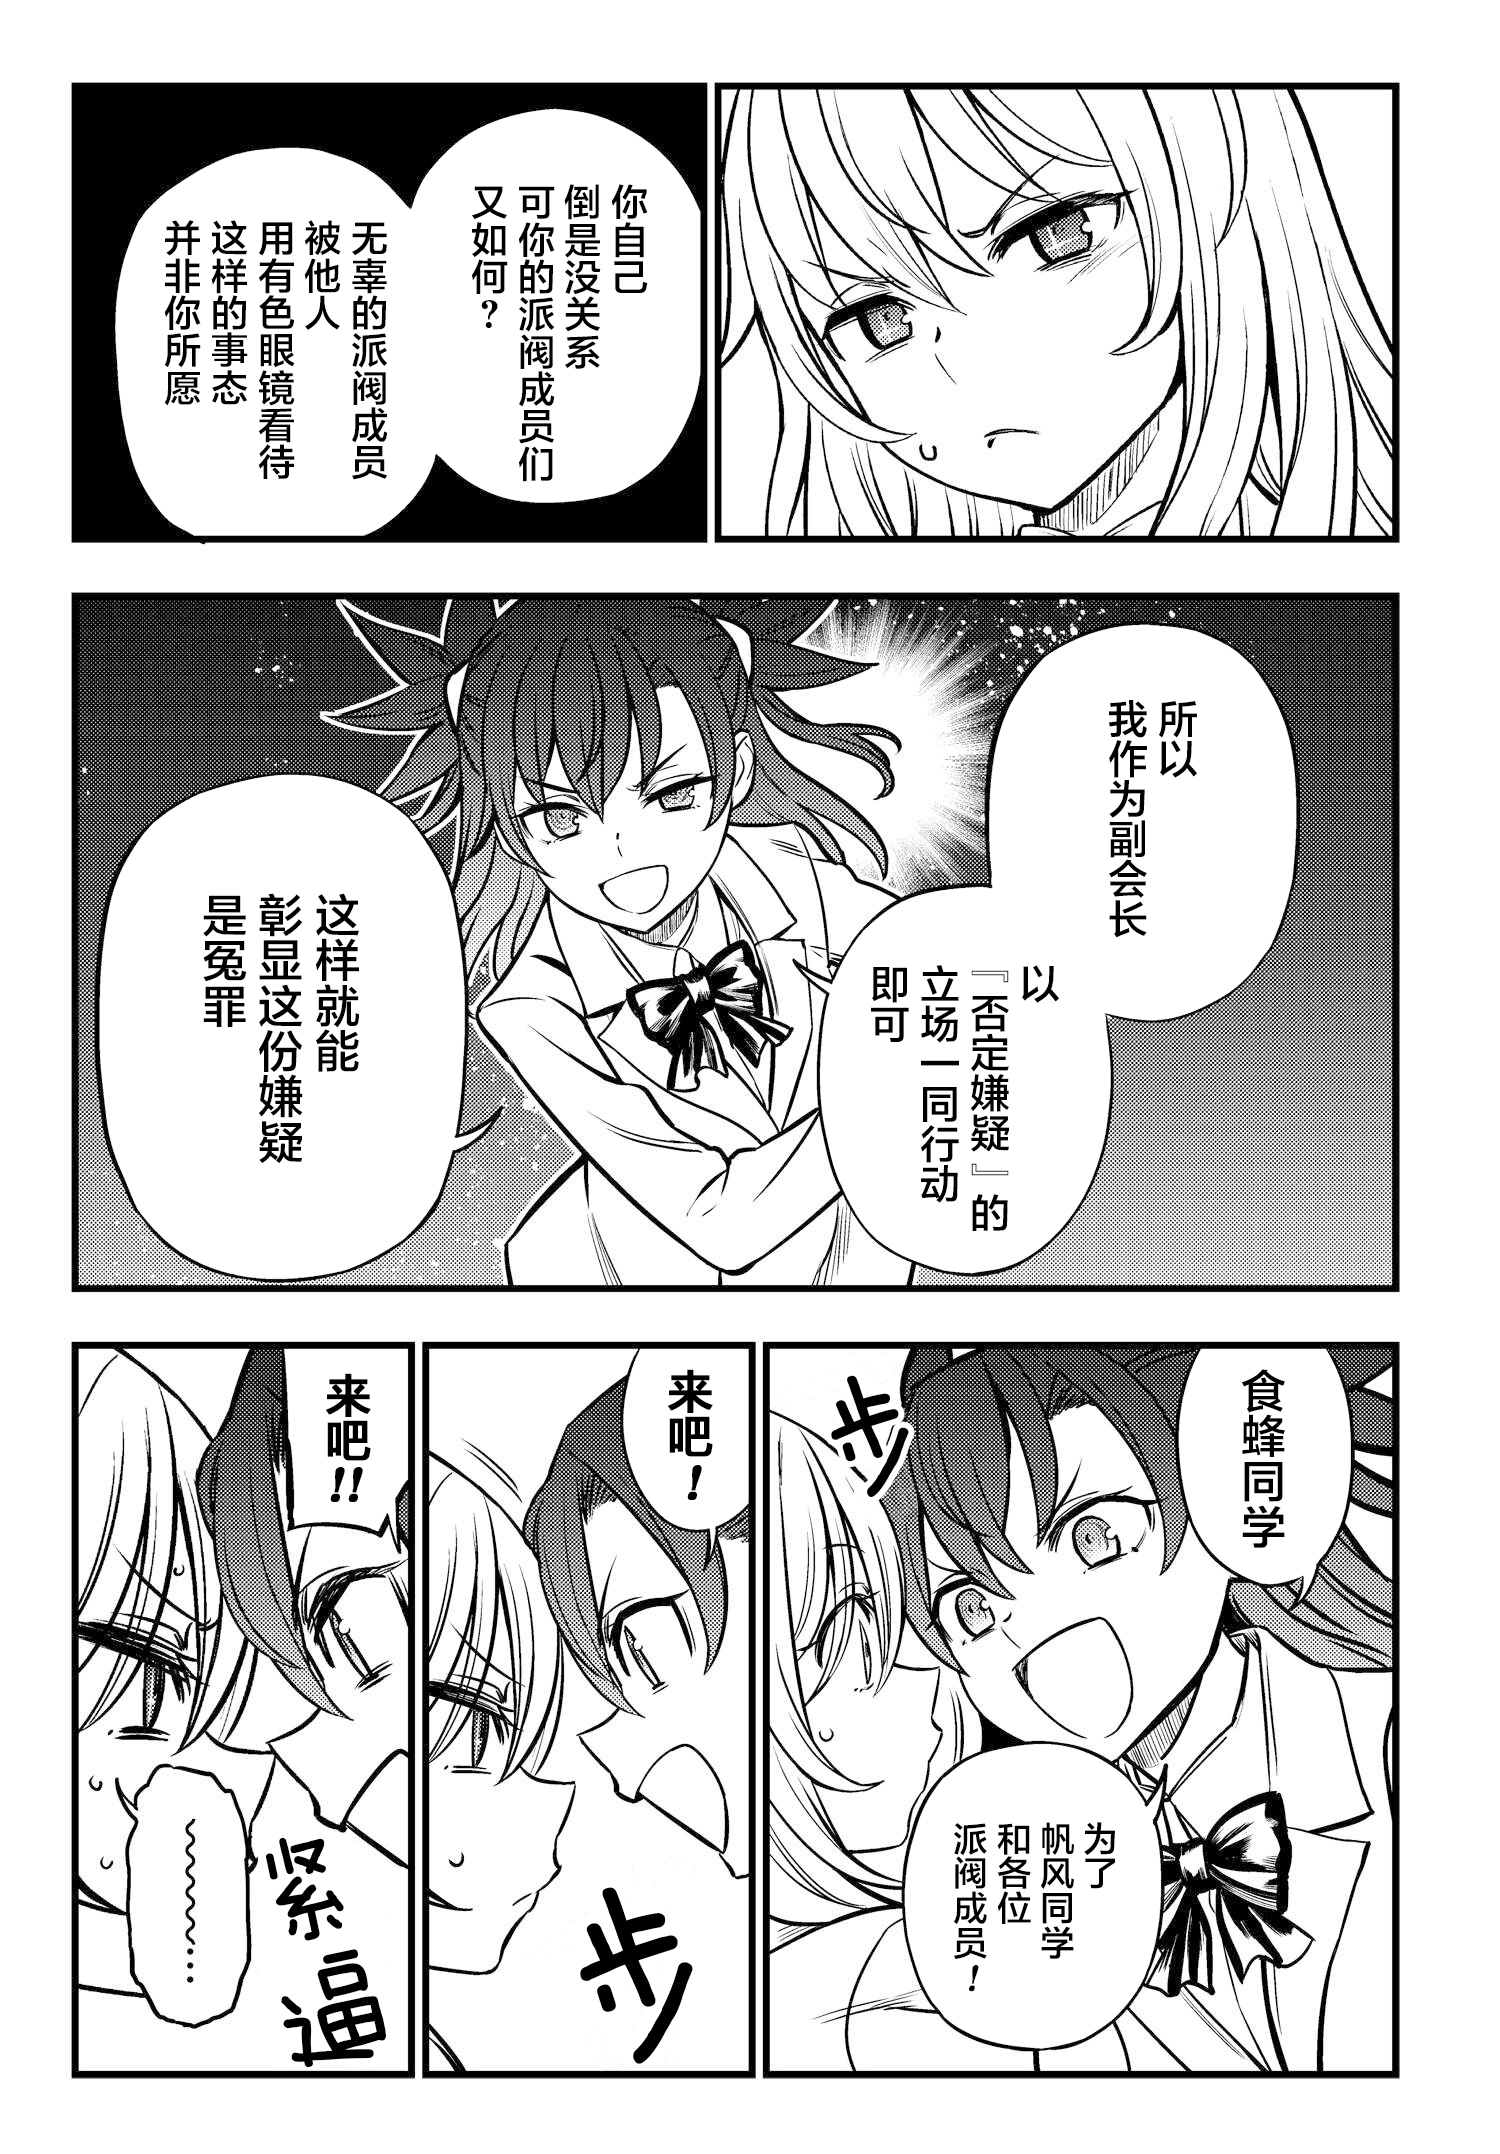 你自己
倒是没关系
可你的派阀成员们
又如何?
无辜的派阀成员
被他人
用有色眼镜看待
这样的事态
并非你所愿
所以
我作为副会长
以
『否定嫌疑』的
立场一同行动
即可
这样就能
彰显这份嫌疑
是冤罪
食蜂同学
步
为了
帆风同学
和各位
派阀成员!
来吧!
步
来吧!!
~~~~……
紧
逼